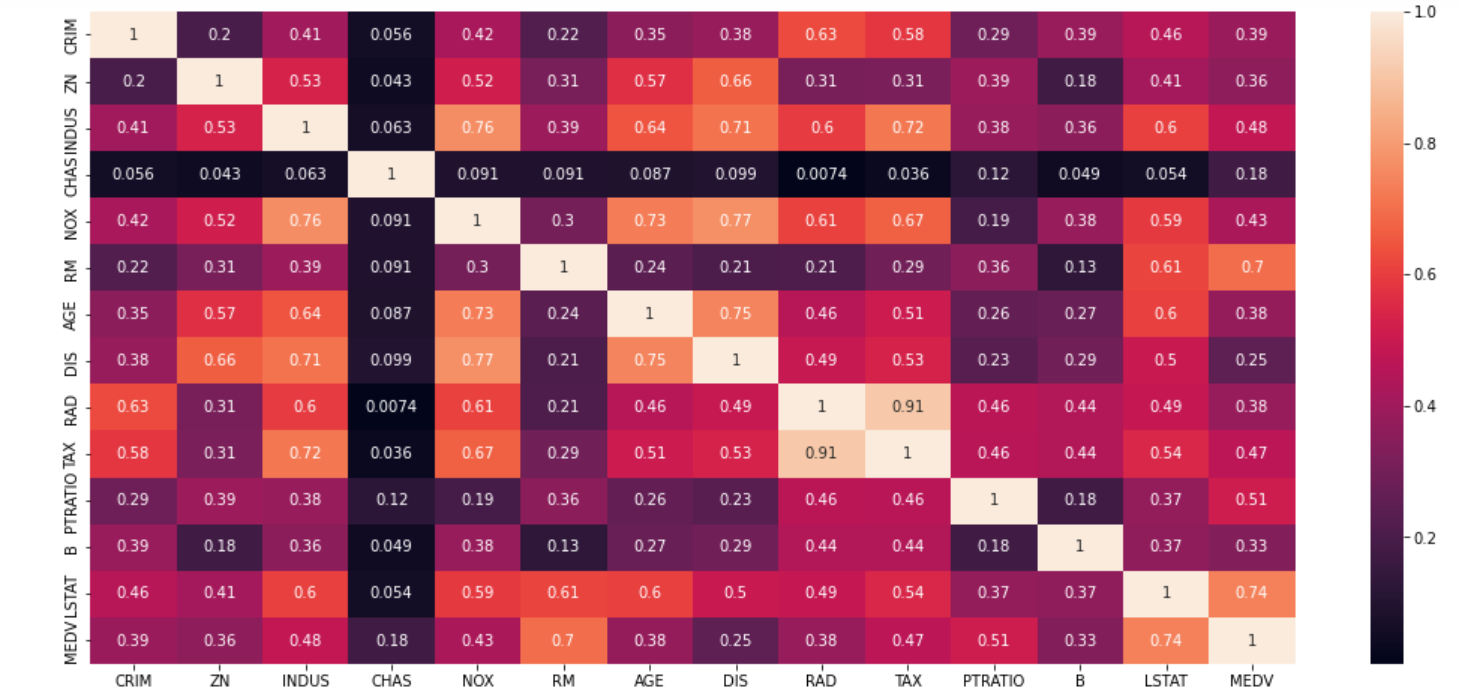 CRIM 1 0.2 0.41 0.056 0.42 0.22 0.35 0.38 0.63 0.58 0.29 0.39 0.46 0.39
ZN 0.2 1 0.53 0.043 0.52 0.31 0.57 0.66 0.31 0.31 0.39 0.18 0.41 0.36
INDUS 0.41 0.53 1 0.063 0.76 0.39 0.64 0.71 0.6 0.72 0.38 0.36 0.6 0.48
CHAS 0.056 0.043 0.063 1 0.091 0.091 0.087 0.099 0.0074 0.036 0.12 0.049 0.054 0.18
NOX 0.42 0.52 0.76 0.091 1 0.3 0.73 0.77 0.61 0.67 0.19 0.38 0.59 0.43
RM 0.22 0.31 0.39 0.091 0.3 1 0.24 0.21 0.21 0.29 0.36 0.13 0.61 0.7
AGE 0.35 0.57 0.64 0.087 0.73 0.24 1 0.75 0.46 0.51 0.26 0.27 0.6 0.38
DIS 0.38 0.66 0.71 0.099 0.77 0.21 0.75 1 0.49 0.53 0.23 0.29 0.5 0.25
RAD 0.63 0.31 0.6 0.0074 0.61 0.21 0.46 0.49 1 0.91 0.46 0.44 0.49 0.38
TAX 0.58 0.31 0.72 0.036 0.67 0.29 0.51 0.53 0.91 1 0.46 0.44 0.54 0.47
PTRATIO 0.29 0.39 0.38 0.12 0.19 0.36 0.26 0.23 0.46 0.46 1 0.18 0.37 0.51
B 0.39 0.18 0.36 0.049 0.38 0.13 0.27 0.29 0.44 0.44 0.18 1 0.37 0.33
LSTAT 0.46 0.41 0.6 0.054 0.59 0.61 0.6 0.5 0.49 0.54 0.37 0.37 1 0.74
MEDV 0.39 0.36 0.48 0.18 0.43 0.7 0.38 0.25 0.38 0.47 0.51 0.33 0.74 1
CRIM ZN INDUS CHAS NOX RM AGE DIS RAD TAX PTRATIO B LSTAT MEDV
1.0
0.8
0.6
0.4
0.2